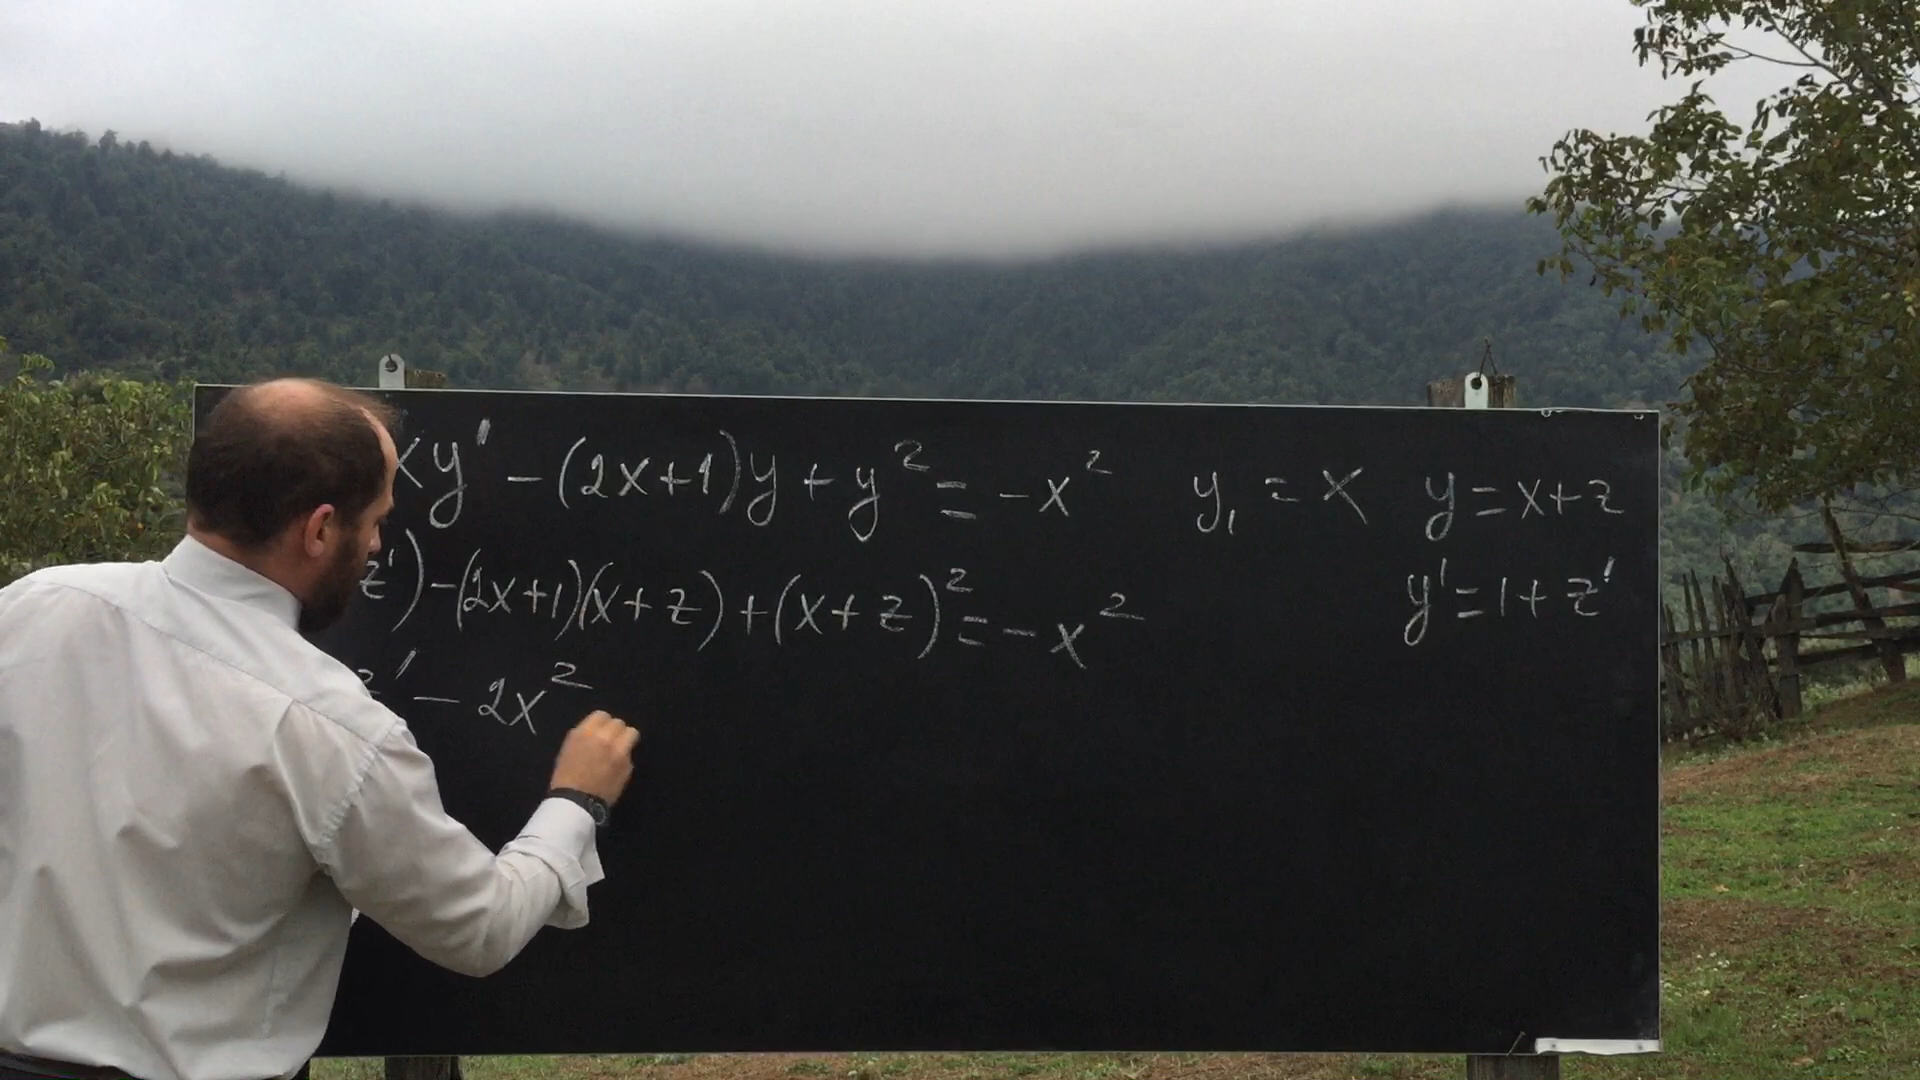 xy' - (2x+1)y + y² = -x² y₁ = x y = x+z
z') - (2x+1)(x+z) + (x+z)² = -x² y' = 1+z'
z' - 2x²